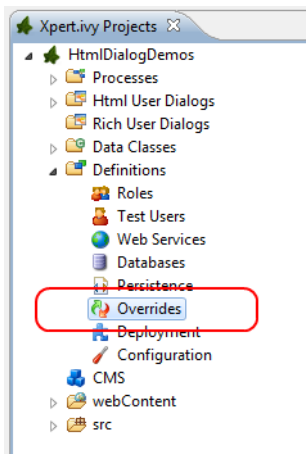 Xpert.ivy Projects
HtmlDialogDemos
Processes
Html User Dialogs
Rich User Dialogs
Data Classes
Definitions
Roles
Test Users
Web Services
Databases
Persistence
Overrides
Deployment
Configuration
CMS
webContent
src